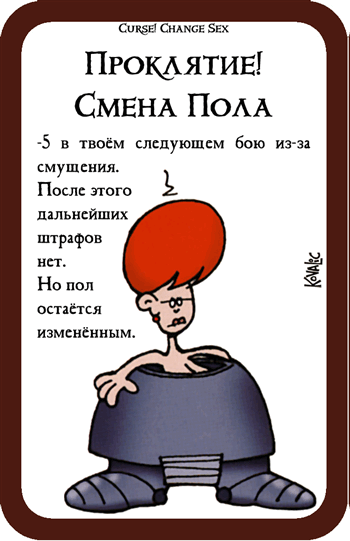 Curse! Change Sex
Проклятие!
Смена Пола
-5 в твоём следующем бою из-за
смущения.
После этого
дальнейших
штрафов
нет.
Но пол
остаётся
изменённым.
Kovalic